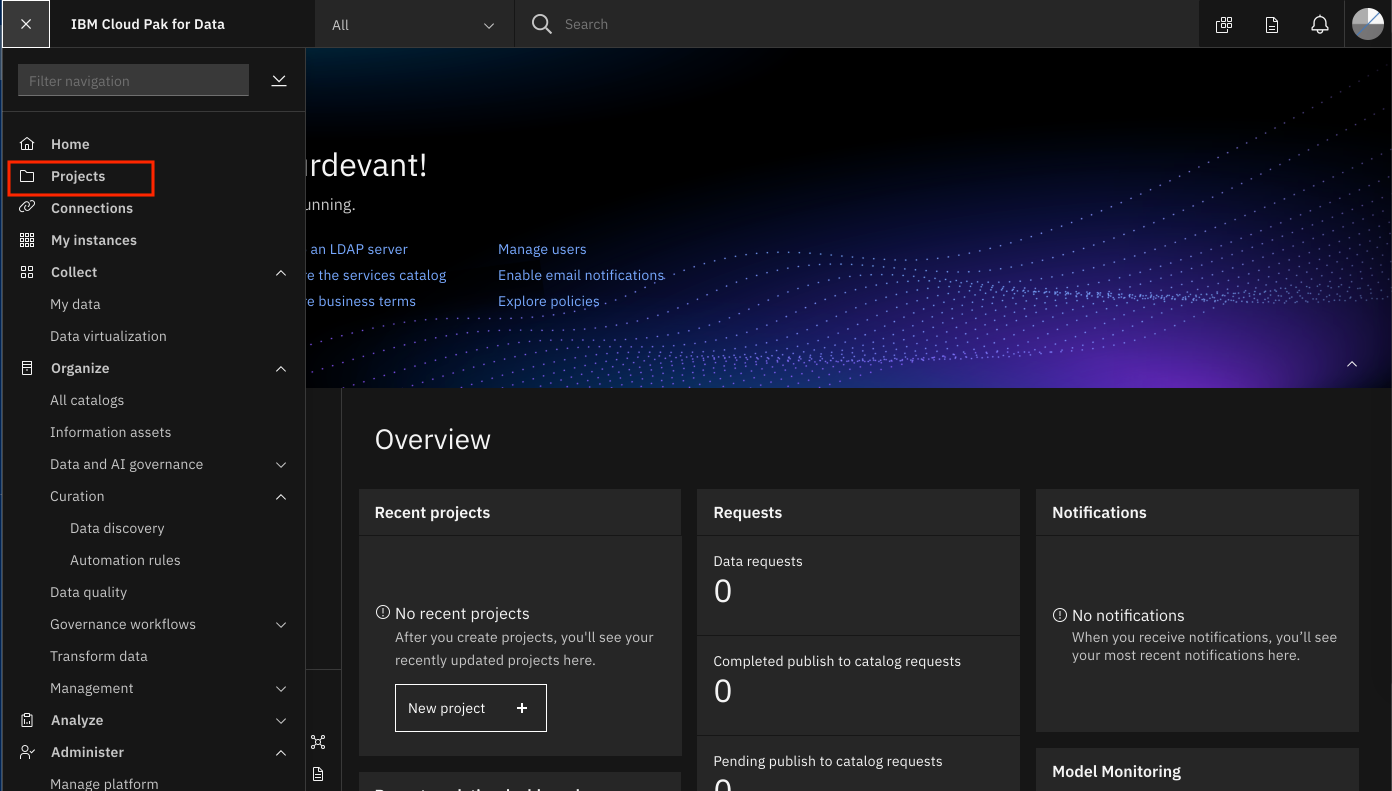 IBM Cloud Pak for Data
All
Search
Filter navigation
Home
Projects
Connections
My instances
Collect
My data
Data virtualization
Organize
All catalogs
Information assets
Data and AI governance
Curation
Data discovery
Automation rules
Data quality
Governance workflows
Transform data
Management
Analyze
Administer
Manage platform
rdevant!
unning.
an LDAP server
Manage users
re the services catalog
Enable email notifications
re business terms
Explore policies
Overview
Recent projects
No recent projects
After you create projects, you'll see your
recently updated projects here.
New project +
Requests
Data requests
0
Completed publish to catalog requests
0
Pending publish to catalog requests
0
Notifications
No notifications
When you receive notifications, you’ll see
your most recent notifications here.
Model Monitoring